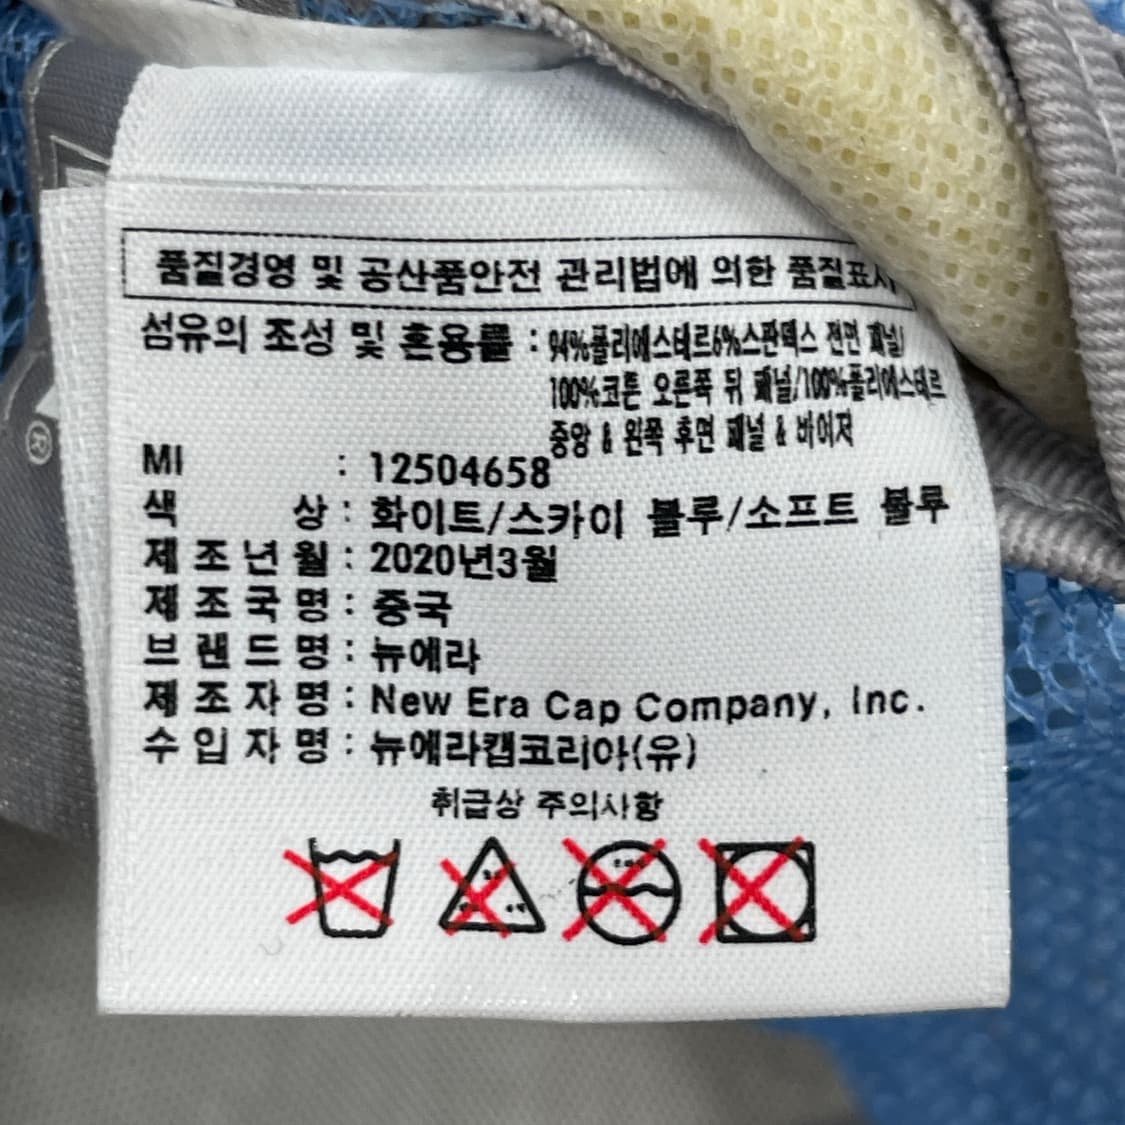 품질경영 및 공산품안전 관리법에 의한 품질표시
섬유의 조성 및 혼용률 : 94%폴리에스테르6%스판덱스 전면 패널/
100%코튼 오른쪽 뒤 패널/100%폴리에스테르
중앙 & 왼쪽 후면 패널 & 바이저
MI : 12504658
색 상 : 화이트/스카이 블루/소프트 블루
제 조 년 월 : 2020년3월
제 조 국 명 : 중국
브 랜 드 명 : 뉴에라
제 조 자 명 : New Era Cap Company, Inc.
수 입 자 명 : 뉴에라캡코리아(유)
취급상 주의사항
®